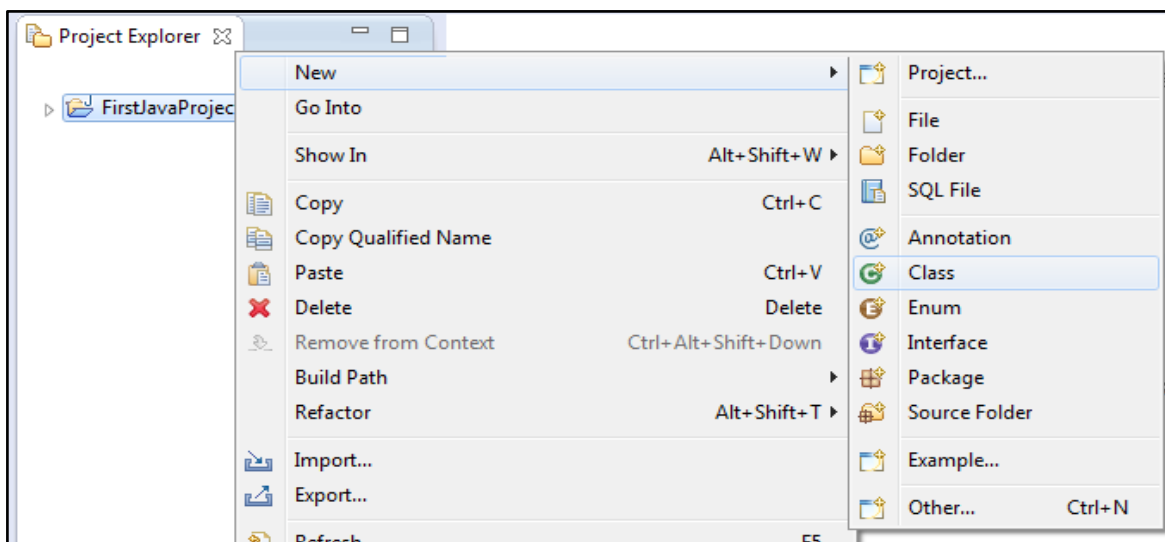 Project Explorer
FirstJavaProjec
New
Go Into
Show In Alt+Shift+W
Copy Ctrl+C
Copy Qualified Name
Paste Ctrl+V
Delete Delete
Remove from Context Ctrl+Alt+Shift+Down
Build Path
Refactor Alt+Shift+T
Import...
Export...
Refresh F5
Project...
File
Folder
SQL File
Annotation
Class
Enum
Interface
Package
Source Folder
Example...
Other... Ctrl+N